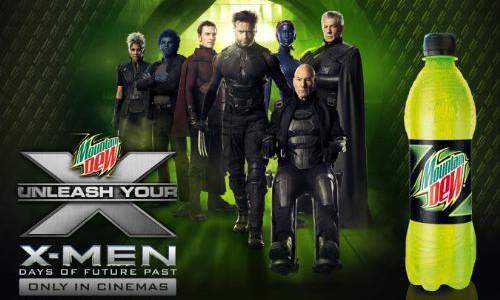 Mountain
DEW
UNLEASH YOUR
X
X-MEN
DAYS OF FUTURE PAST
ONLY IN CINEMAS
Mountain
DEW